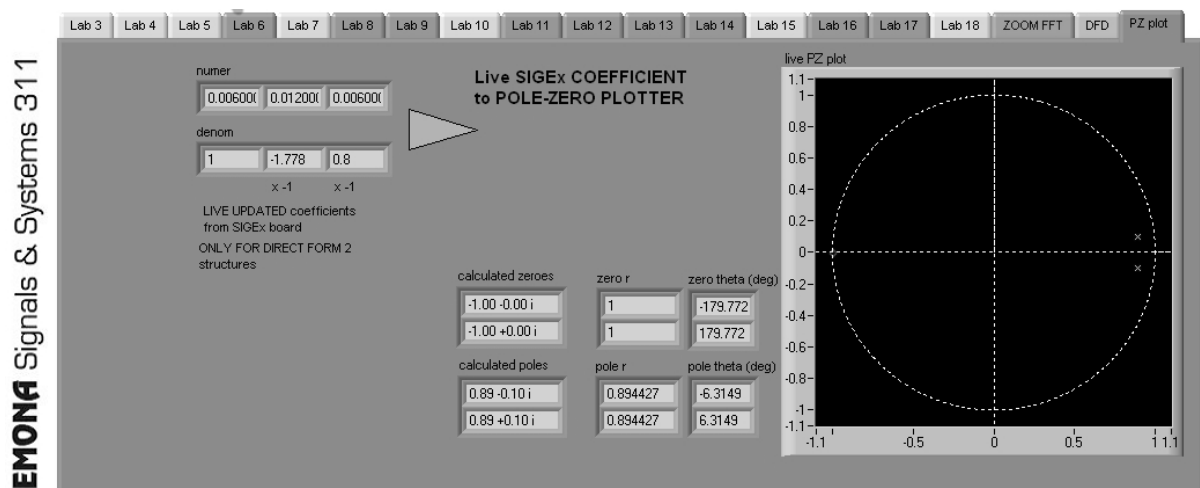 EMONA Signals & Systems 311
Lab 3 Lab 4 Lab 5 Lab 6 Lab 7 Lab 8 Lab 9 Lab 10 Lab 11 Lab 12 Lab 13 Lab 14 Lab 15 Lab 16 Lab 17 Lab 18 ZOOM FFT DFD PZ plot
numer
0.00600( 0.01200( 0.00600(
denom
1 -1.778 0.8
x -1 x -1
LIVE UPDATED coefficients
from SIGEx board
ONLY FOR DIRECT FORM 2
structures
Live SIGEx COEFFICIENT
to POLE-ZERO PLOTTER
calculated zeroes zero r zero theta (deg)
-1.00 -0.00 i 1 -179.772
-1.00 +0.00 i 1 179.772
calculated poles pole r pole theta (deg)
0.89 -0.10 i 0.894427 -6.3149
0.89 +0.10 i 0.894427 6.3149
live PZ plot
1.1
1
0.8
0.6
0.4
0.2
0
-0.2
-0.4
-0.6
-0.8
-1
-1.1
-1.1 -0.5 0 0.5 1 1.1